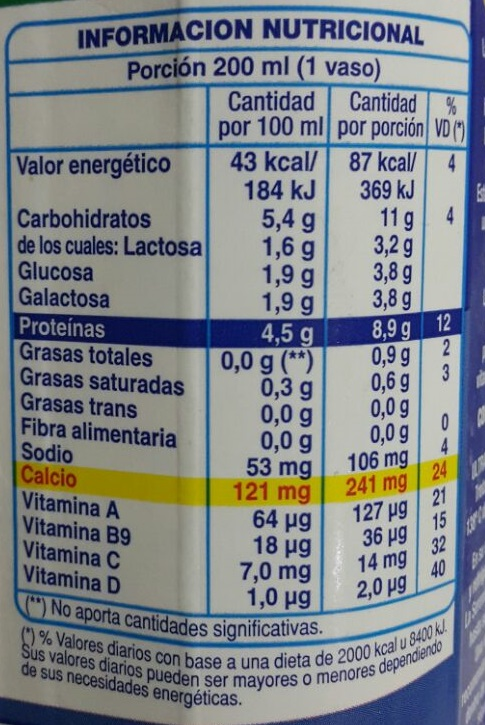 INFORMACION NUTRICIONAL
Porción 200 ml (1 vaso)
Cantidad por 100 ml Cantidad por porción % VD (*)
Valor energético 43 kcal/ 184 kJ 87 kcal/ 369 kJ 4
Carbohidratos 5,4 g 11 g 4
de los cuales: Lactosa 1,6 g 3,2 g
Glucosa 1,9 g 3,8 g
Galactosa 1,9 g 3,8 g
Proteínas 4,5 g 8,9 g 12
Grasas totales 0,0 g (**) 0,9 g 2
Grasas saturadas 0,3 g 0,6 g 3
Grasas trans 0,0 g 0,0 g
Fibra alimentaria 0,0 g 0,0 g 0
Sodio 53 mg 106 mg 4
Calcio 121 mg 241 mg 24
Vitamina A 64 µg 127 µg 21
Vitamina B9 18 µg 36 µg 15
Vitamina C 7,0 mg 14 mg 32
Vitamina D 1,0 µg 2,0 µg 40
(**) No aporta cantidades significativas.
(*) % Valores diarios con base a una dieta de 2000 kcal u 8400 kJ.
Sus valores diarios pueden ser mayores o menores dependiendo
de sus necesidades energéticas.